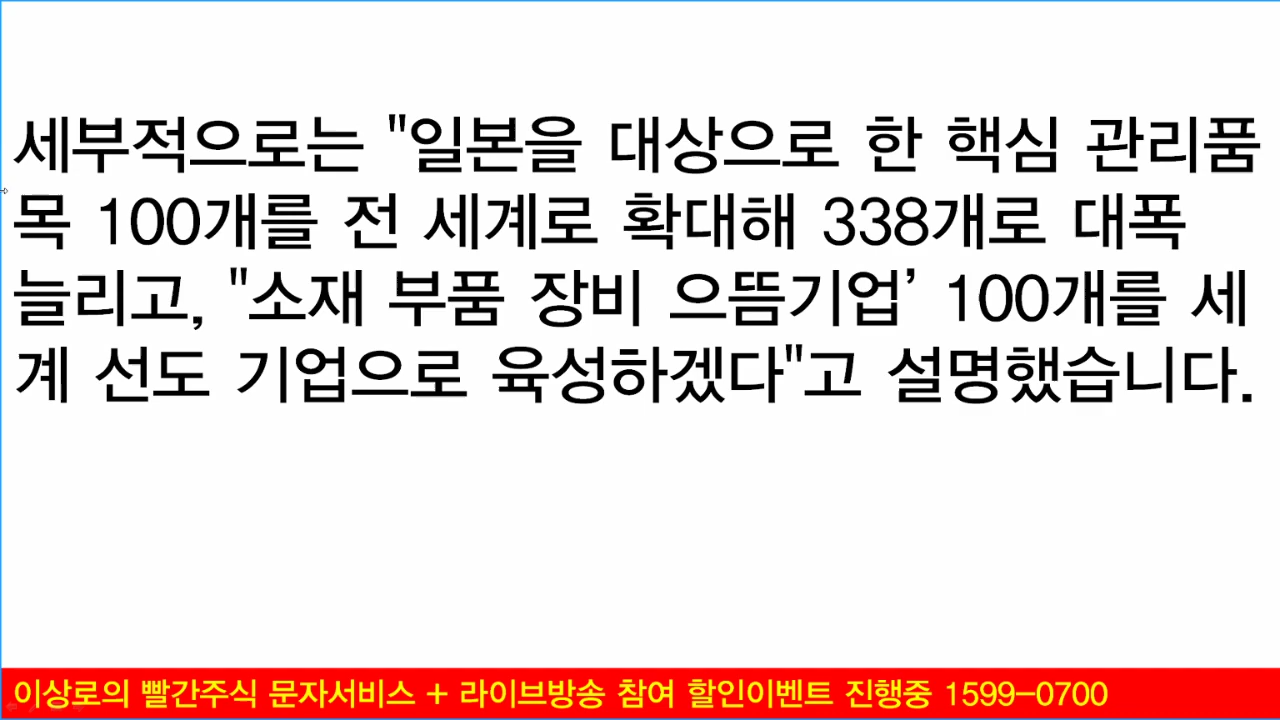 세부적으로는 "일본을 대상으로 한 핵심 관리품
목 100개를 전 세계로 확대해 338개로 대폭
늘리고, "소재 부품 장비 으뜸기업’ 100개를 세
계 선도 기업으로 육성하겠다"고 설명했습니다.
이상로의 빨간주식 문자서비스 + 라이브방송 참여 할인이벤트 진행중 1599-0700